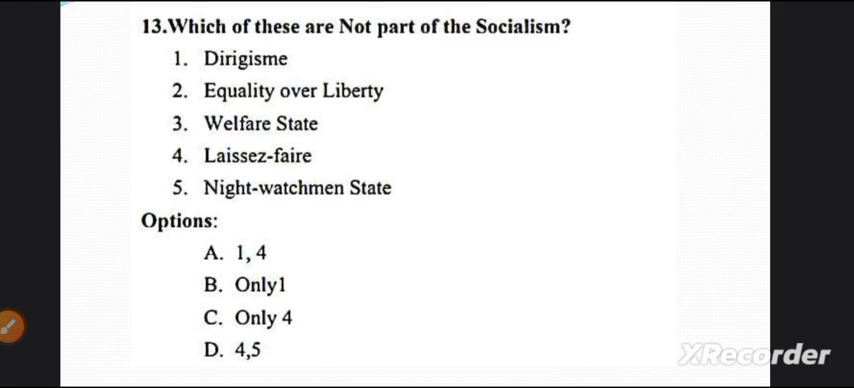 13.Which of these are Not part of the Socialism?
1. Dirigisme
2. Equality over Liberty
3. Welfare State
4. Laissez-faire
5. Night-watchmen State
Options:
A. 1, 4
B. Only1
C. Only 4
D. 4,5
XRecorder